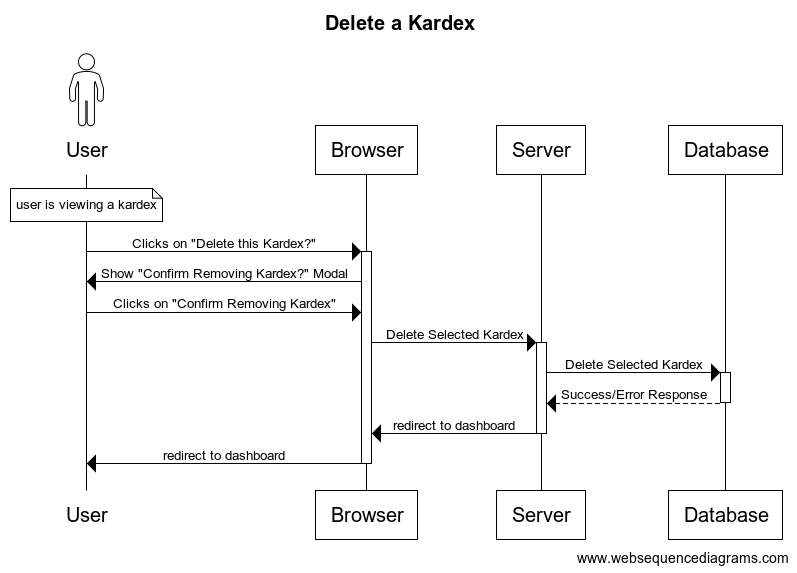 Delete a Kardex
User
Browser
Server
Database
user is viewing a kardex
Clicks on "Delete this Kardex?"
Show "Confirm Removing Kardex?" Modal
Clicks on "Confirm Removing Kardex"
Delete Selected Kardex
Delete Selected Kardex
Success/Error Response
redirect to dashboard
redirect to dashboard
User
Browser
Server
Database
www.websequencediagrams.com